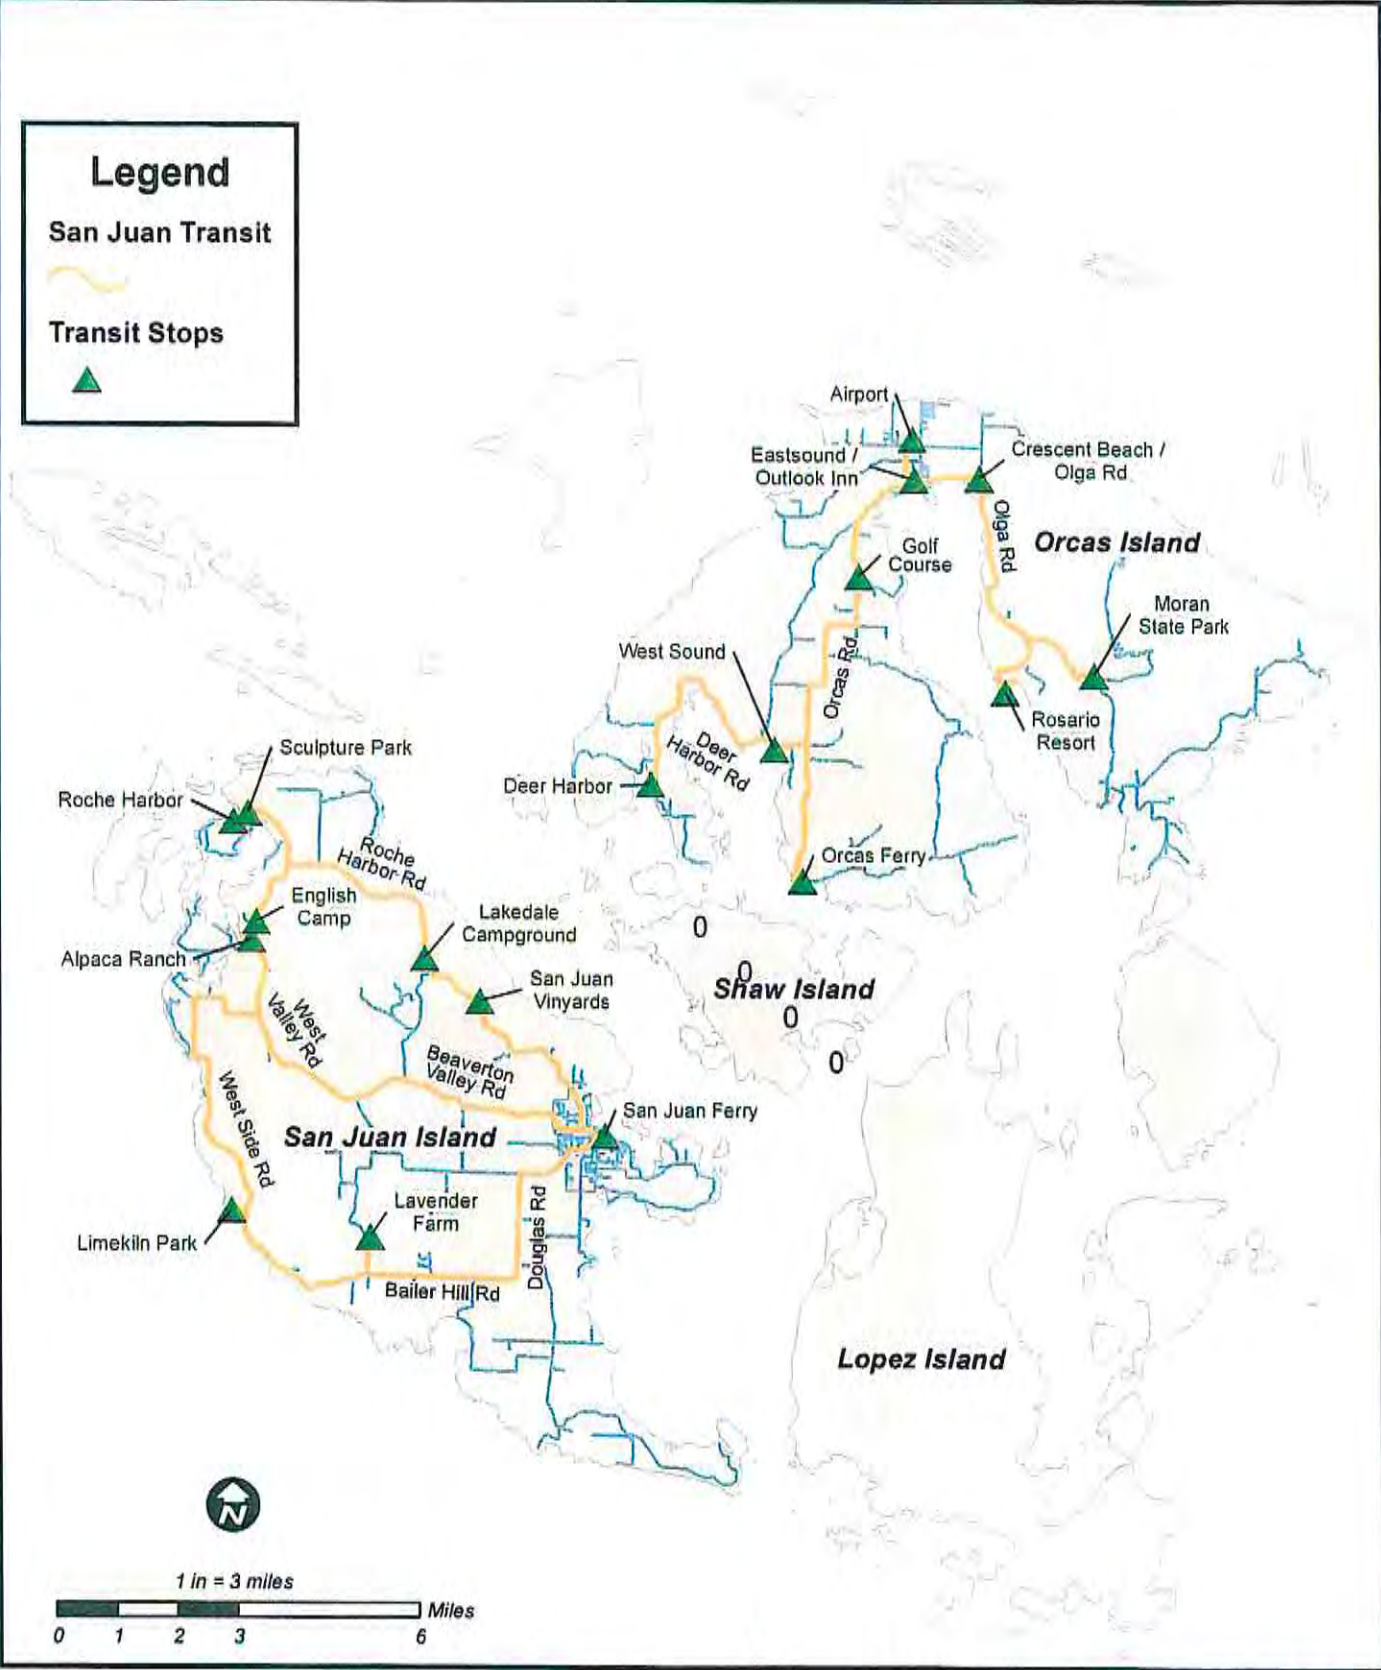 Legend
San Juan Transit
Transit Stops
Airport
Eastsound /
Outlook Inn
Crescent Beach /
Olga Rd
Olga Rd
Orcas Island
Golf
Course
Moran
State Park
West Sound
Orcas Rd
Rosario
Resort
Deer
Harbor Rd
Deer Harbor
Sculpture Park
Roche Harbor
Roche
Harbor Rd
Orcas Ferry
English
Camp
Lakedale
Campground
Alpaca Ranch
San Juan
Vinyards
0
0
Shaw Island
0
0
West
Valley Rd
Beaverton
Valley Rd
West Side Rd
San Juan Ferry
San Juan Island
Lavender
Farm
Douglas Rd
Limekiln Park
Bailer Hill Rd
Lopez Island
N
1 in = 3 miles
Miles
0 1 2 3 6